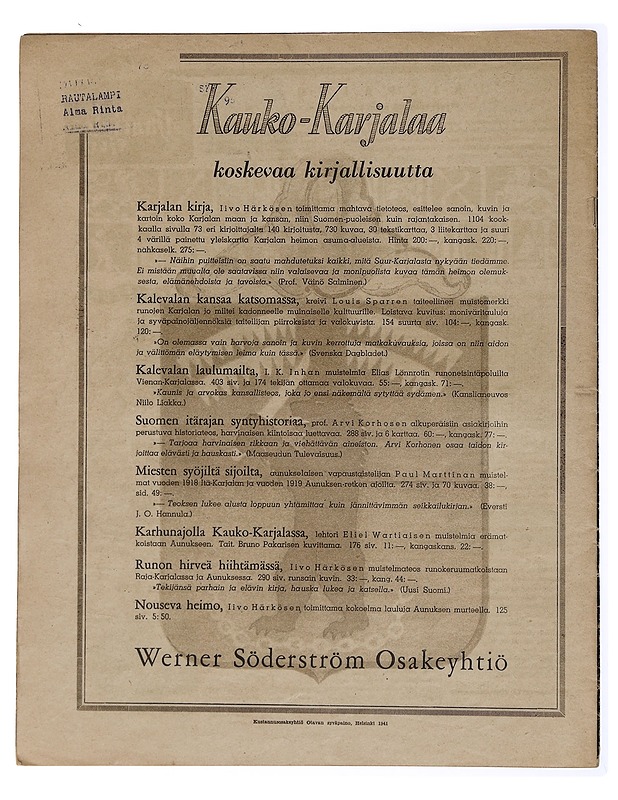 RAUTALAMPI
Alma Rinta
Kauko-Karjalaa
koskevaa kirjallisuutta
Karjalan kirja, Iivo Härkösen toimittama mahtava tietoteos, esittelee sanoin, kuvin ja
kartoin koko Karjalan maan ja kansan, niin Suomen-puoleisen kuin rajantakaisen. 1104 kook-
kaalla sivulla 73 eri kirjoittajalta 140 kirjoitusta, 730 kuvaa, 30 tekstikarttaa, 3 liitekarttaa ja suuri
4 värillä painettu yleiskartta Karjalan heimon asuma-alueista. Hinta 200:—, kangask. 220:—,
nahkaselk. 275:—.
»— Näihin puitteisiin on saatu mahdutetuksi kaikki, mitä Suur-Karjalasta nykyään tiedämme.
Ei mistään muualta ole saatavissa niin valaisevaa ja monipuolista kuvaa tämän heimon olemuk-
sesta, elämänehdoista ja tavoista.» (Prof. Väinö Salminen.)
Kalevalan kansaa katsomassa, kreivi Louis Sparren taiteellinen muistomerkki
runojen Karjalan jo miltei kadonneelle muinaiselle kulttuurille. Loistava kuvitus: moniväritauluja
ja syväpainojäljennöksiä taiteilijan piirroksista ja valokuvista. 154 suurta siv. 104:—, kangask.
120:—.
»On olemassa vain harvoja sanoin ja kuvin kerrottuja matkakuvauksia, joissa on niin aidon
ja välittömän eläytymisen leima kuin tässä.» (Svenska Dagbladet.)
Kalevalan laulumailta, I. K. Inhan muistelmia Elias Lönnrotin runonetsintäpoluilta
Vienan-Karjalassa. 403 siv. ja 174 tekijän ottamaa valokuvaa. 55:—, kangask. 71:—.
»Kaunis ja arvokas kansallisteos, joka jo ensi näkemältä sytyttää sydämen.» (Kanslianeuvos
Niilo Liakka.)
Suomen itärajan syntyhistoriaa, prof. Arvi Korhosen alkuperäisiin asiakirjoihin
perustuva historiateos, harvinaisen kiintoisaa luettavaa. 288 siv. ja 6 karttaa. 60:—, kangask. 77:—.
»— Tarjoaa harvinaisen rikkaan ja viehättävän aineiston. Arvi Korhonen osaa taidon kir-
joittaa elävästi ja hauskasti.» (Maaseudun Tulevaisuus.)
Miesten syöjiltä sijoilta, aunukselaisen vapaustaistelijan Paul Marttinan muistel-
mat vuoden 1918 Itä-Karjalan ja vuoden 1919 Aunuksen-retken ajoilta. 274 siv. ja 70 kuvaa. 38:—,
sid. 49:—.
»— Teoksen lukee alusta loppuun yhtämittaa kuin jännittävimmän seikkailukirjan.» (Eversti
J. O. Hannula.)
Karhunajolla Kauko-Karjalassa, lehtori Eliel Wartiaisen muistelmia erämat-
koistaan Aunukseen. Tait. Bruno Pakarisen kuvittama. 176 siv. 11:—, kangaskans. 22:—.
Runon hirveä hiihtämässä, Iivo Härkösen muistelmateos runokeruumatkoistaan
Raja-Karjalassa ja Aunuksessa. 290 siv. runsain kuvin. 33:—, kang. 44:—.
»Tekijänsä parhain ja elävin kirja, hauska lukea ja katsella.» (Uusi Suomi.)
Nouseva heimo, Iivo Härkösen toimittama kokoelma lauluja Aunuksen murteella. 125
siv. 5:50.
Werner Söderström Osakeyhtiö
Kustannusosakeyhtiö Otavan syväpaino, Helsinki 1941